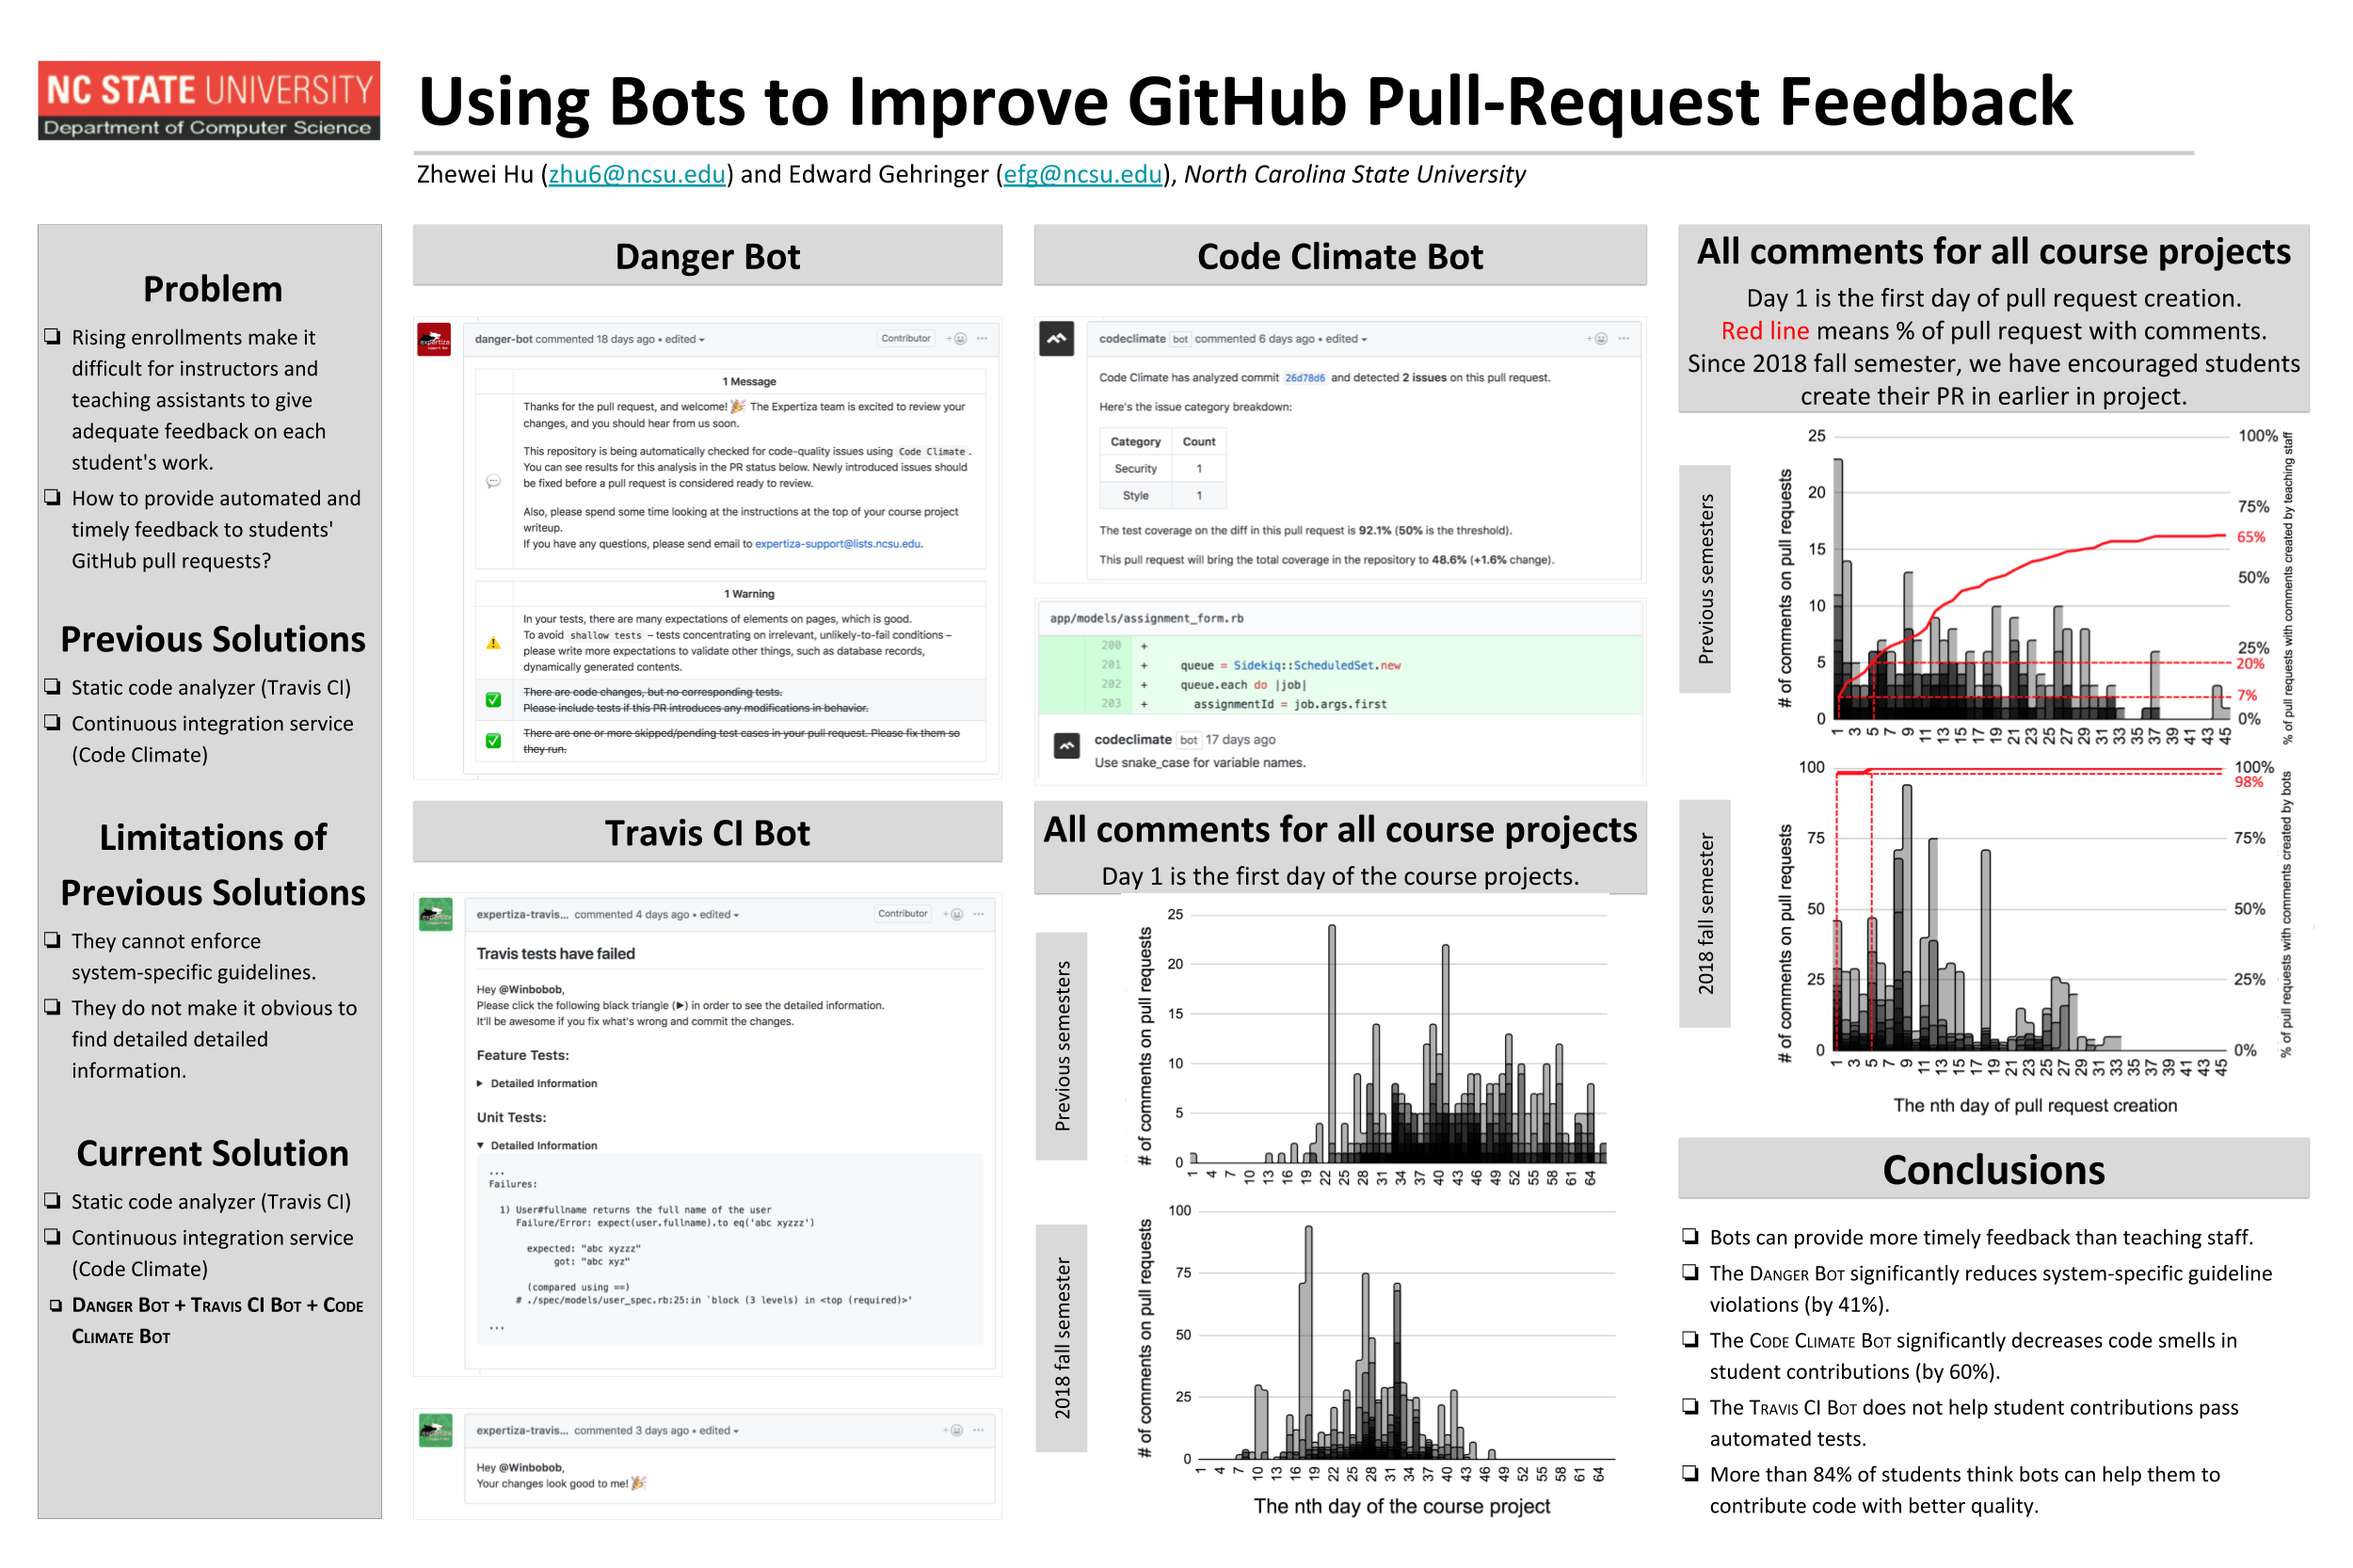 NC STATE UNIVERSITY
Department of Computer Science
Using Bots to Improve GitHub Pull-Request Feedback
Zhewei Hu (zhu6@ncsu.edu) and Edward Gehringer (efg@ncsu.edu), North Carolina State University
Problem
❏ Rising enrollments make it
difficult for instructors and
teaching assistants to give
adequate feedback on each
student's work.
❏ How to provide automated and
timely feedback to students'
GitHub pull requests?
Previous Solutions
❏ Static code analyzer (Travis CI)
❏ Continuous integration service
(Code Climate)
Limitations of
Previous Solutions
❏ They cannot enforce
system-specific guidelines.
❏ They do not make it obvious to
find detailed detailed
information.
Current Solution
❏ Static code analyzer (Travis CI)
❏ Continuous integration service
(Code Climate)
❏ DANGER BOT + TRAVIS CI BOT + CODE
CLIMATE BOT
Danger Bot
danger-bot commented 18 days ago • edited
Contributor
1 Message
Thanks for the pull request, and welcome! 🎉 The Expertiza team is excited to review your
changes, and you should hear from us soon.
This repository is being automatically checked for code-quality issues using Code Climate.
You can see results for this analysis in the PR status below. Newly introduced issues should
be fixed before a pull request is considered ready to review.
Also, please spend some time looking at the instructions at the top of your course project
writeup.
If you have any questions, please send email to expertiza-support@lists.ncsu.edu.
1 Warning
In your tests, there are many expectations of elements on pages, which is good.
To avoid shallow tests – tests concentrating on irrelevant, unlikely-to-fail conditions –
please write more expectations to validate other things, such as database records,
dynamically generated contents.
There are code changes, but no corresponding tests.
Please include tests if this PR introduces any modifications in behavior.
There are one or more skipped/pending test cases in your pull request. Please fix them so
they run.
Travis CI Bot
expertiza-travis... commented 4 days ago • edited
Contributor
Travis tests have failed
Hey @Winbobob,
Please click the following black triangle (▶) in order to see the detailed information.
It'll be awesome if you fix what's wrong and commit the changes.
Feature Tests:
▶ Detailed Information
Unit Tests:
▼ Detailed Information
...
Failures:
1) User#fullname returns the full name of the user
Failure/Error: expect(user.fullname).to eq('abc xyzzz')
expected: "abc xyzzz"
got: "abc xyz"
(compared using ==)
# ./spec/models/user_spec.rb:25:in `block (3 levels) in <top (required)>'
...
expertiza-travis... commented 3 days ago • edited
Hey @Winbobob,
Your changes look good to me! 🎉
Code Climate Bot
codeclimate bot commented 6 days ago • edited
Code Climate has analyzed commit 26d78d6 and detected 2 issues on this pull request.
Here's the issue category breakdown:
Category Count
Security 1
Style 1
The test coverage on the diff in this pull request is 92.1% (50% is the threshold).
This pull request will bring the total coverage in the repository to 48.6% (+1.6% change).
app/models/assignment_form.rb
200 +
201 + queue = Sidekiq::ScheduledSet.new
202 + queue.each do |job|
203 + assignmentId = job.args.first
codeclimate bot 17 days ago
Use snake_case for variable names.
All comments for all course projects
Day 1 is the first day of the course projects.
Previous semesters
# of comments on pull requests
25
20
15
10
5
0
1 4 7 10 13 16 19 22 25 28 31 34 37 40 43 46 49 52 55 58 61 64
2018 fall semester
# of comments on pull requests
100
75
50
25
0
1 4 7 10 13 16 19 22 25 28 31 34 37 40 43 46 49 52 55 58 61 64
The nth day of the course project
All comments for all course projects
Day 1 is the first day of pull request creation.
Red line means % of pull request with comments.
Since 2018 fall semester, we have encouraged students
create their PR in earlier in project.
Previous semesters
# of comments on pull requests
25
20
15
10
5
0
100%
75%
65%
50%
25%
20%
7%
0%
% of pull requests with comments created by teaching staff
1 3 5 7 9 11 13 15 17 19 21 23 25 27 29 31 33 35 37 39 41 43 45
2018 fall semester
# of comments on pull requests
100
75
50
25
0
100%
98%
75%
50%
25%
0%
% of pull requests with comments created by bots
1 3 5 7 9 11 13 15 17 19 21 23 25 27 29 31 33 35 37 39 41 43 45
The nth day of pull request creation
Conclusions
❏ Bots can provide more timely feedback than teaching staff.
❏ The DANGER BOT significantly reduces system-specific guideline
violations (by 41%).
❏ The CODE CLIMATE BOT significantly decreases code smells in
student contributions (by 60%).
❏ The TRAVIS CI BOT does not help student contributions pass
automated tests.
❏ More than 84% of students think bots can help them to
contribute code with better quality.